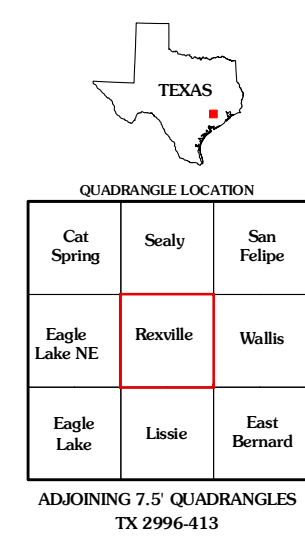 TEXAS
QUADRANGLE LOCATION
Cat
Spring
Sealy
San
Felipe
Eagle
Lake NE
Rexville
Wallis
Eagle
Lake
Lissie
East
Bernard
ADJOINING 7.5' QUADRANGLES
TX 2996-413